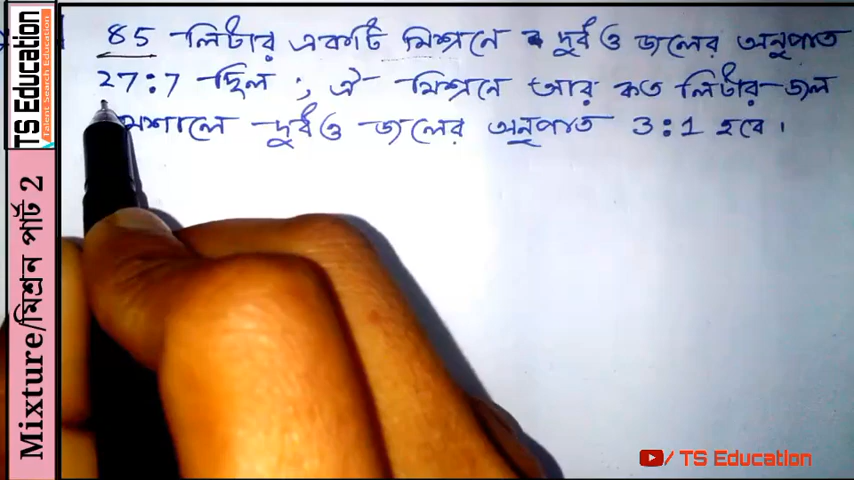 85 লিটার একটি মিশ্রনে দুধ ও জলের অনুপাত
27:7 ছিল ; ঐ মিশ্রনে আর কত লিটার জল
মেশালে দুধ ও জলের অনুপাত 3:1 হবে।
TS Education
Talent Search Education
Mixture/মিশ্রন পার্ট 2
/ TS Education